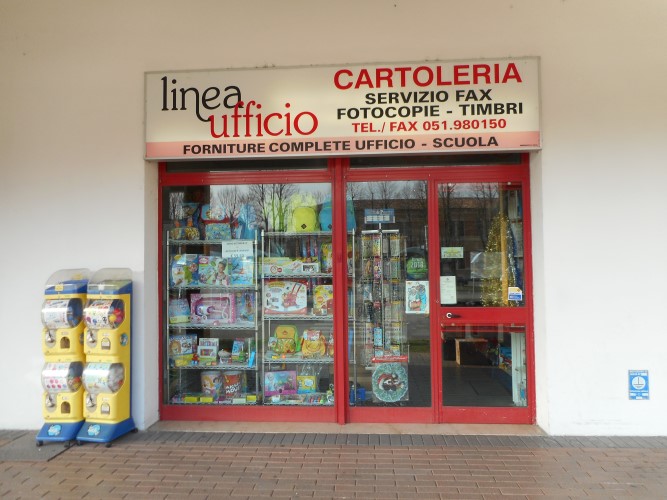 linea
ufficio
CARTOLERIA
SERVIZIO FAX
FOTOCOPIE - TIMBRI
TEL./ FAX 051.980150
FORNITURE COMPLETE UFFICIO - SCUOLA